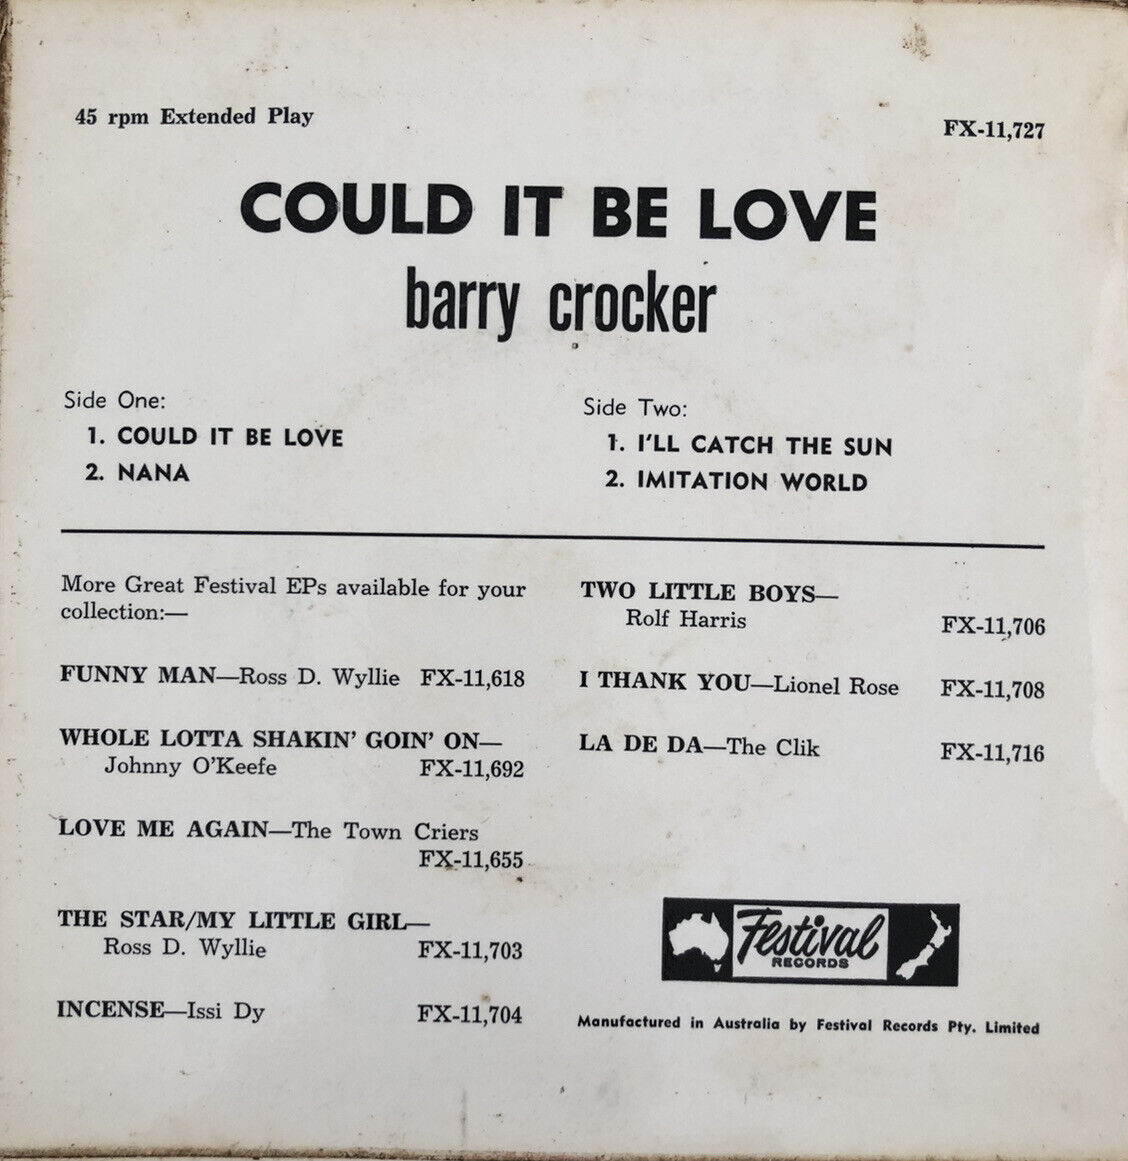 45 rpm Extended Play
FX-11,727
COULD IT BE LOVE
barry crocker
Side One:
1. COULD IT BE LOVE
2. NANA
Side Two:
1. I'LL CATCH THE SUN
2. IMITATION WORLD
More Great Festival EPs available for your
collection:—
FUNNY MAN—Ross D. Wyllie FX-11,618
WHOLE LOTTA SHAKIN' GOIN' ON—
Johnny O'Keefe FX-11,692
LOVE ME AGAIN—The Town Criers
FX-11,655
THE STAR/MY LITTLE GIRL—
Ross D. Wyllie FX-11,703
INCENSE—Issi Dy FX-11,704
TWO LITTLE BOYS—
Rolf Harris FX-11,706
I THANK YOU—Lionel Rose FX-11,708
LA DE DA—The Clik FX-11,716
Festival
RECORDS
Manufactured in Australia by Festival Records Pty. Limited